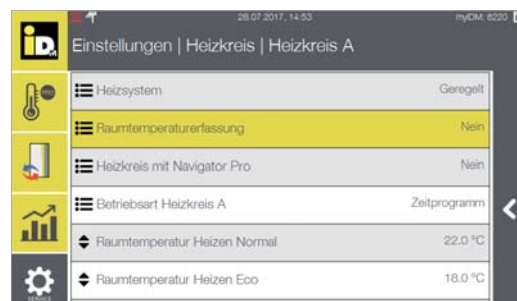 28.07.2017, 14:53
myDM: 6220
iD
Einstellungen | Heizkreis | Heizkreis A
Heizsystem Geregelt
Raumtemperaturerfassung Nein
Heizkreis mit Navigator Pro Nein
Betriebsart Heizkreis A Zeitprogramm
Raumtemperatur Heizen Normal 22.0 °C
Raumtemperatur Heizen Eco 18.0 °C
SERVICE